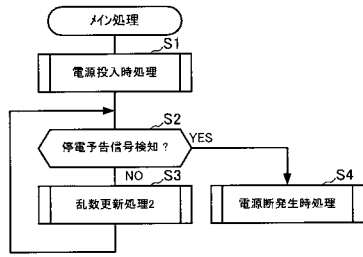 メイン処理
S1
電源投入時処理
S2
停電予告信号検知？
YES
NO
S3
乱数更新処理2
S4
電源断発生時処理